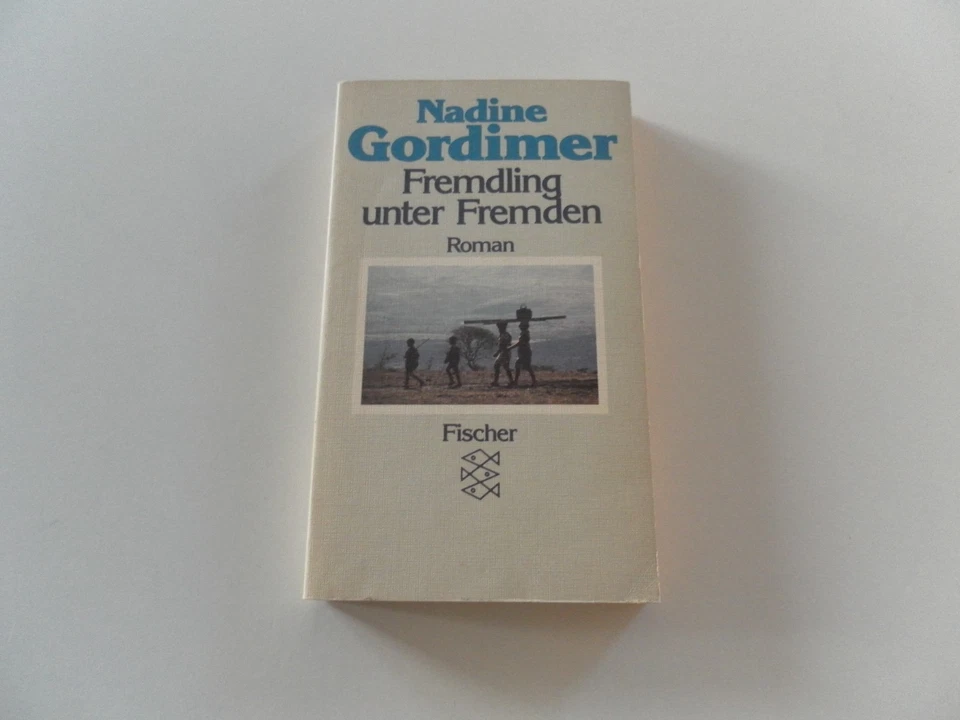 Nadine
Gordimer
Fremdling
unter Fremden
Roman
Fischer